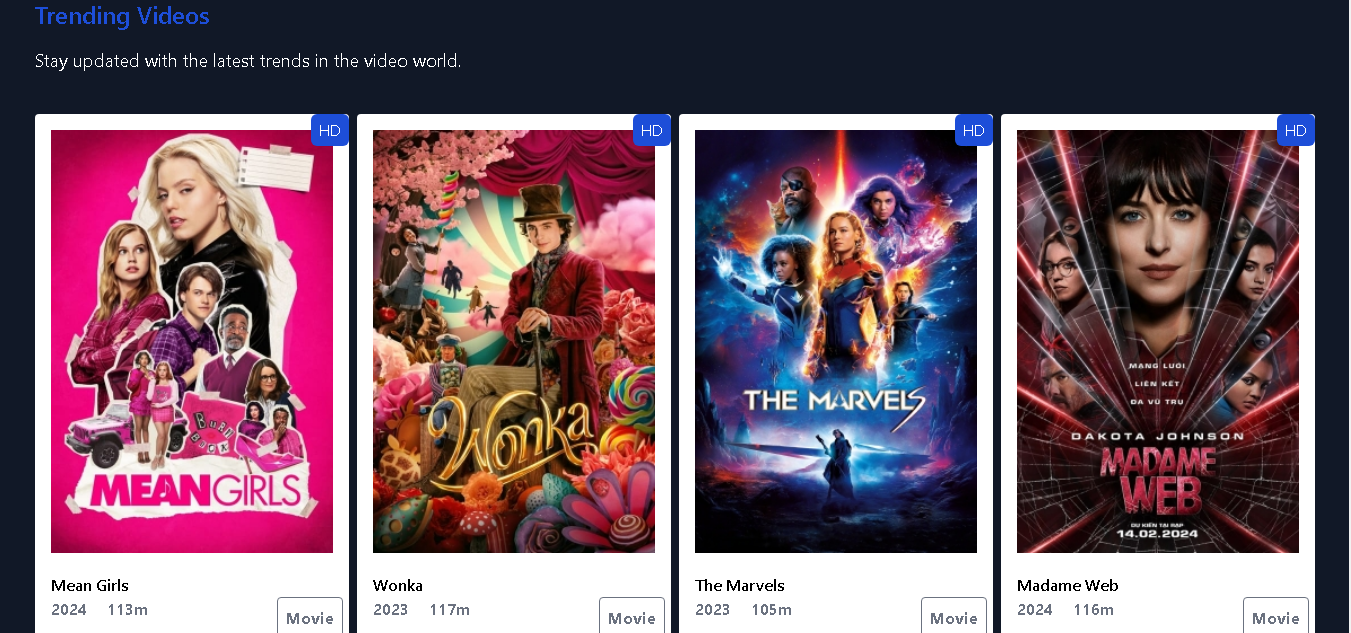 Trending Videos
Stay updated with the latest trends in the video world.
HD
HD
HD
HD
BURN
BOOK
MEAN GIRLS
Wonka
THE MARVELS
MẠNG LƯỚI
LIÊN KẾT
ĐA VŨ TRỤ
DAKOTA JOHNSON
MADAME
WEB
DỰ KIẾN TẠI RẠP
14.02.2024
Mean Girls
2024 113m
Movie
Wonka
2023 117m
Movie
The Marvels
2023 105m
Movie
Madame Web
2024 116m
Movie